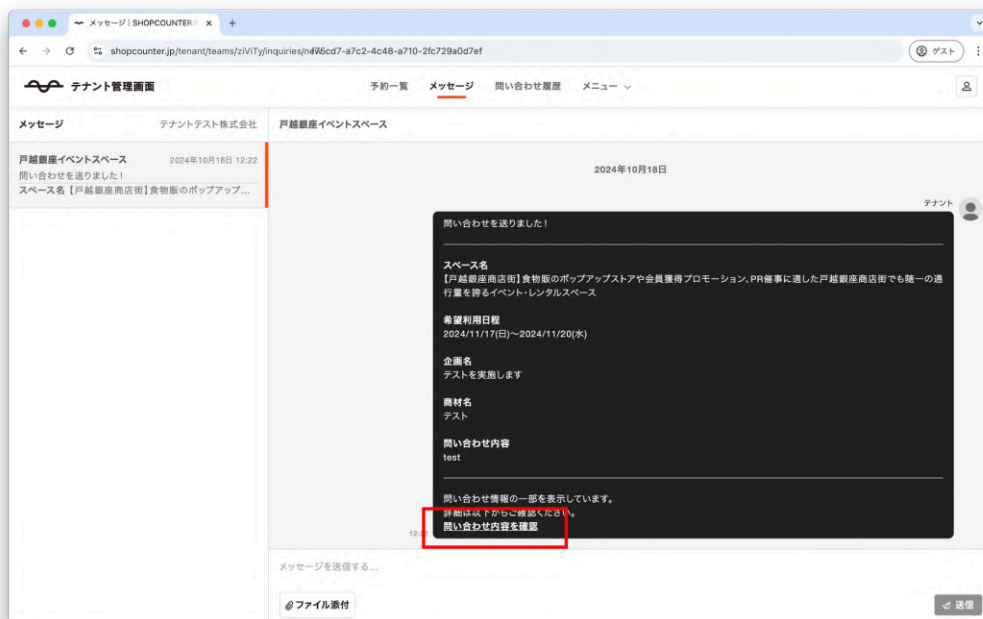 メッセージ | SHOPCOUNTER
shopcounter.jp/tenant/teams/ziViTy/inquiries/
ゲスト
テナント管理画面
予約一覧 メッセージ 問い合わせ履歴 メニュー
メッセージ テナントテスト株式会社
戸越銀座イベントスペース
戸越銀座イベントスペース 2024年10月18日 12:22
問い合わせを送りました!
スペース名【戸越銀座商店街】食物販のポップアップ...
2024年10月18日
テナント
問い合わせを送りました!
スペース名
【戸越銀座商店街】食物販のポップアップストアや会員獲得プロモーション、PR催事に適した戸越銀座商店街でも随一の通
行量を誇るイベント・レンタルスペース
希望利用日程
2024/11/17(日)~2024/11/20(水)
企画名
テストを実施します
商材名
テスト
問い合わせ内容
test
問い合わせ情報の一部を表示しています。
詳細は以下からご確認ください。
問い合わせ内容を確認
メッセージを送信する...
ファイル添付
送信